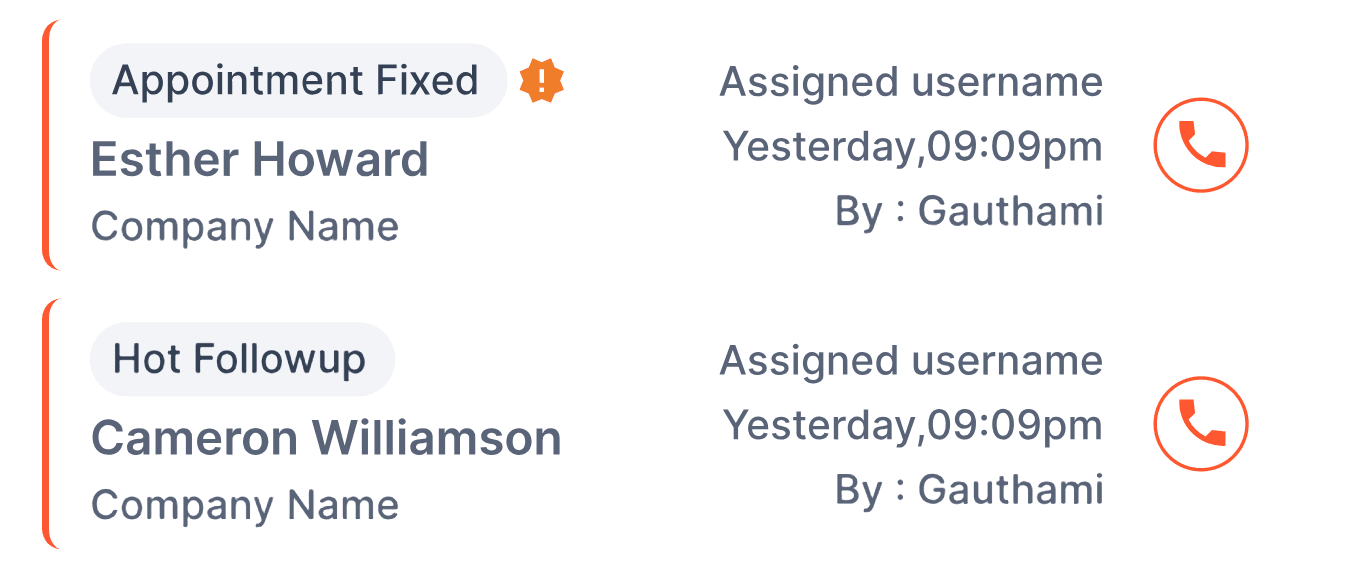 Appointment Fixed
Esther Howard
Company Name
Assigned username
Yesterday,09:09pm
By : Gauthami
Hot Followup
Cameron Williamson
Company Name
Assigned username
Yesterday,09:09pm
By : Gauthami